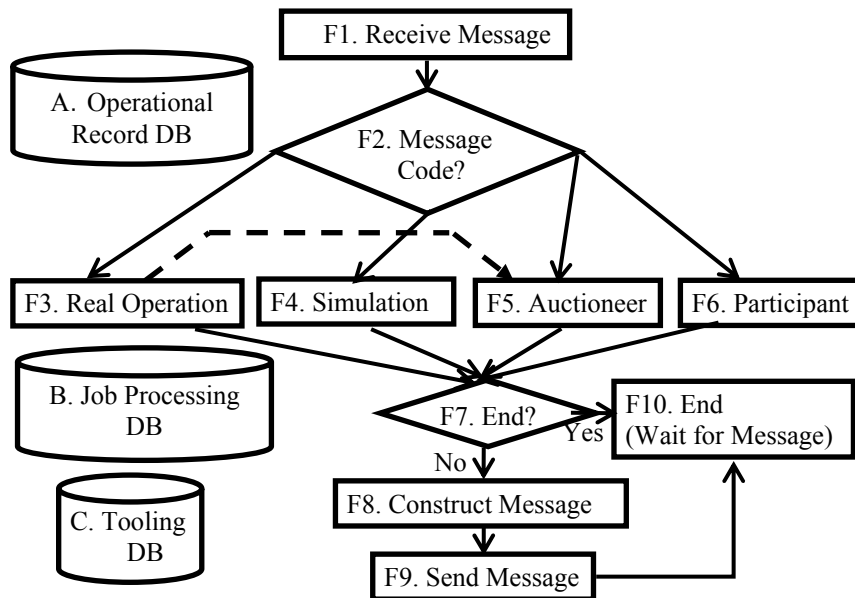 F1. Receive Message
A. Operational
Record DB
F2. Message
Code?
F3. Real Operation
F4. Simulation
F5. Auctioneer
F6. Participant
B. Job Processing
DB
F7. End?
Yes
F10. End
(Wait for Message)
No
C. Tooling
DB
F8. Construct Message
F9. Send Message